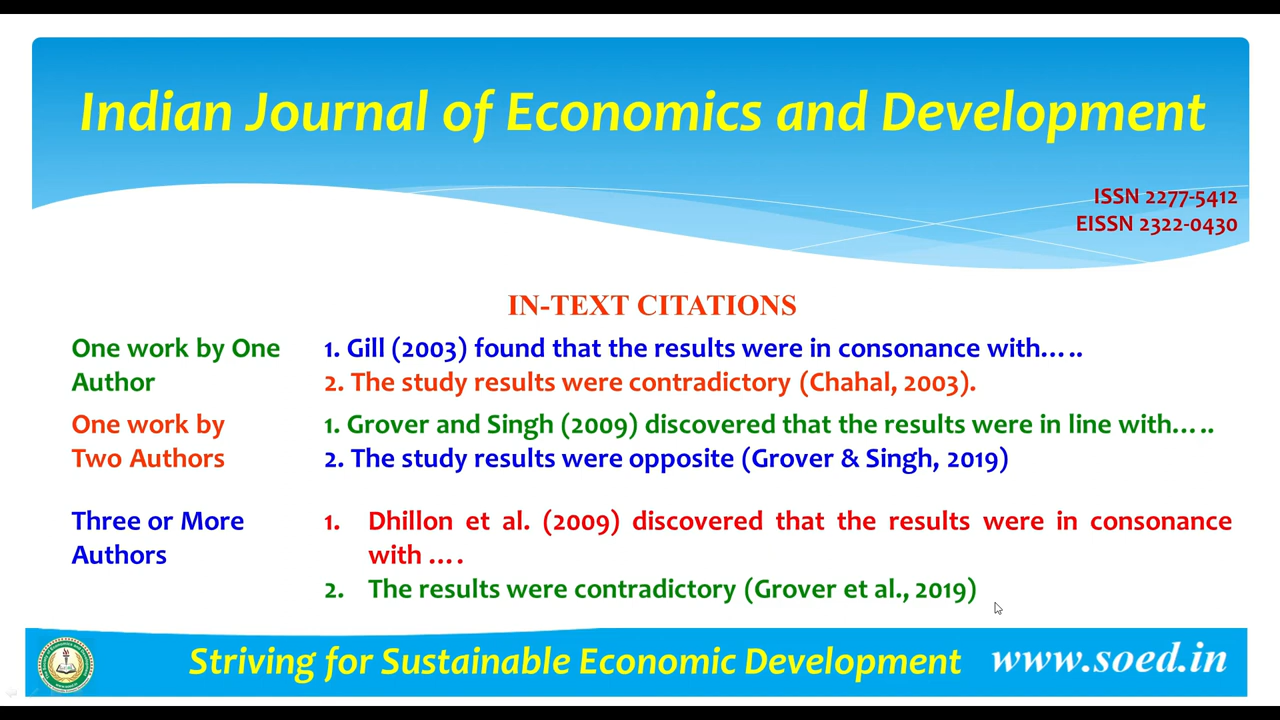 Indian Journal of Economics and Development
ISSN 2277-5412
EISSN 2322-0430
IN-TEXT CITATIONS
One work by One
Author
1. Gill (2003) found that the results were in consonance with.....
2. The study results were contradictory (Chahal, 2003).
One work by
Two Authors
1. Grover and Singh (2009) discovered that the results were in line with.....
2. The study results were opposite (Grover & Singh, 2019)
Three or More
Authors
1. Dhillon et al. (2009) discovered that the results were in consonance
with ....
2. The results were contradictory (Grover et al., 2019)
Striving for Sustainable Economic Development
www.soed.in